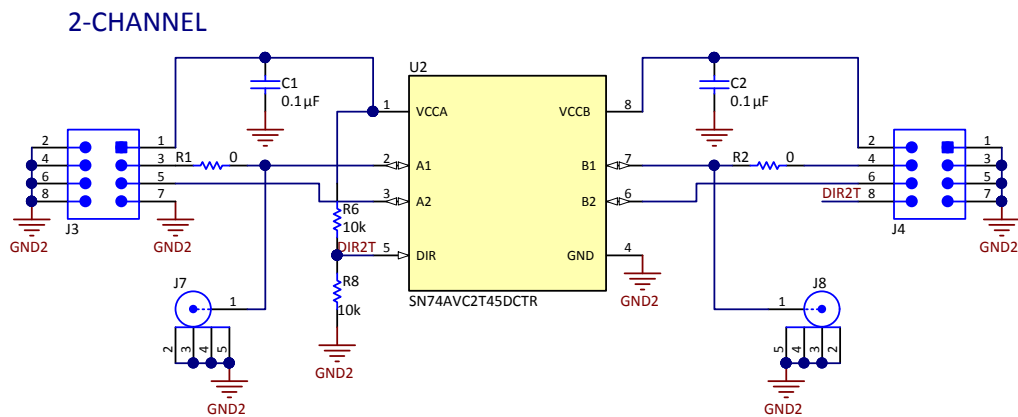 2-CHANNEL
U2
C1
0.1µF
C2
0.1µF
1
VCCA
VCCB
8
J3
2
4
6
8
1
3
5
7
R1
0
2
A1
B1
7
R2
0
3
A2
B2
6
2
4
6
8
1
3
5
7
DIR2T
J4
GND2
GND2
R6
10k
DIR2T
5
DIR
GND
4
GND2
GND2
R8
10k
SN74AVC2T45DCTR
J7
1
2
3
4
5
GND2
GND2
J8
1
5
4
3
2
GND2